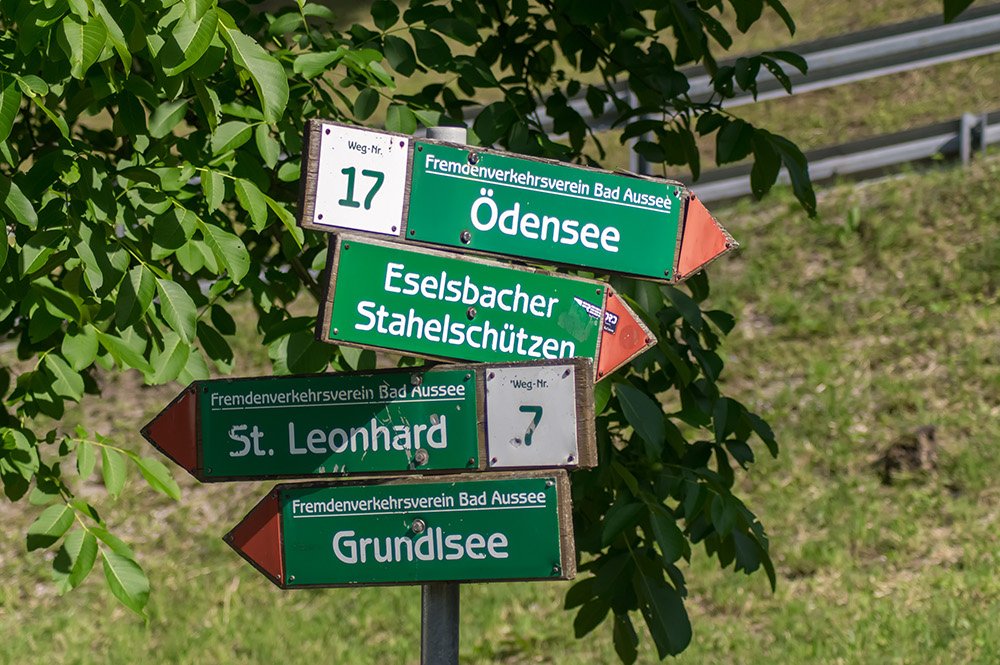 Weg-Nr.
17
Fremdenverkehrsverein Bad Aussee
Ödensee
Eselsbacher
Stahelschützen
Fremdenverkehrsverein Bad Aussee
St. Leonhard
Weg-Nr.
7
Fremdenverkehrsverein Bad Aussee
Grundlsee